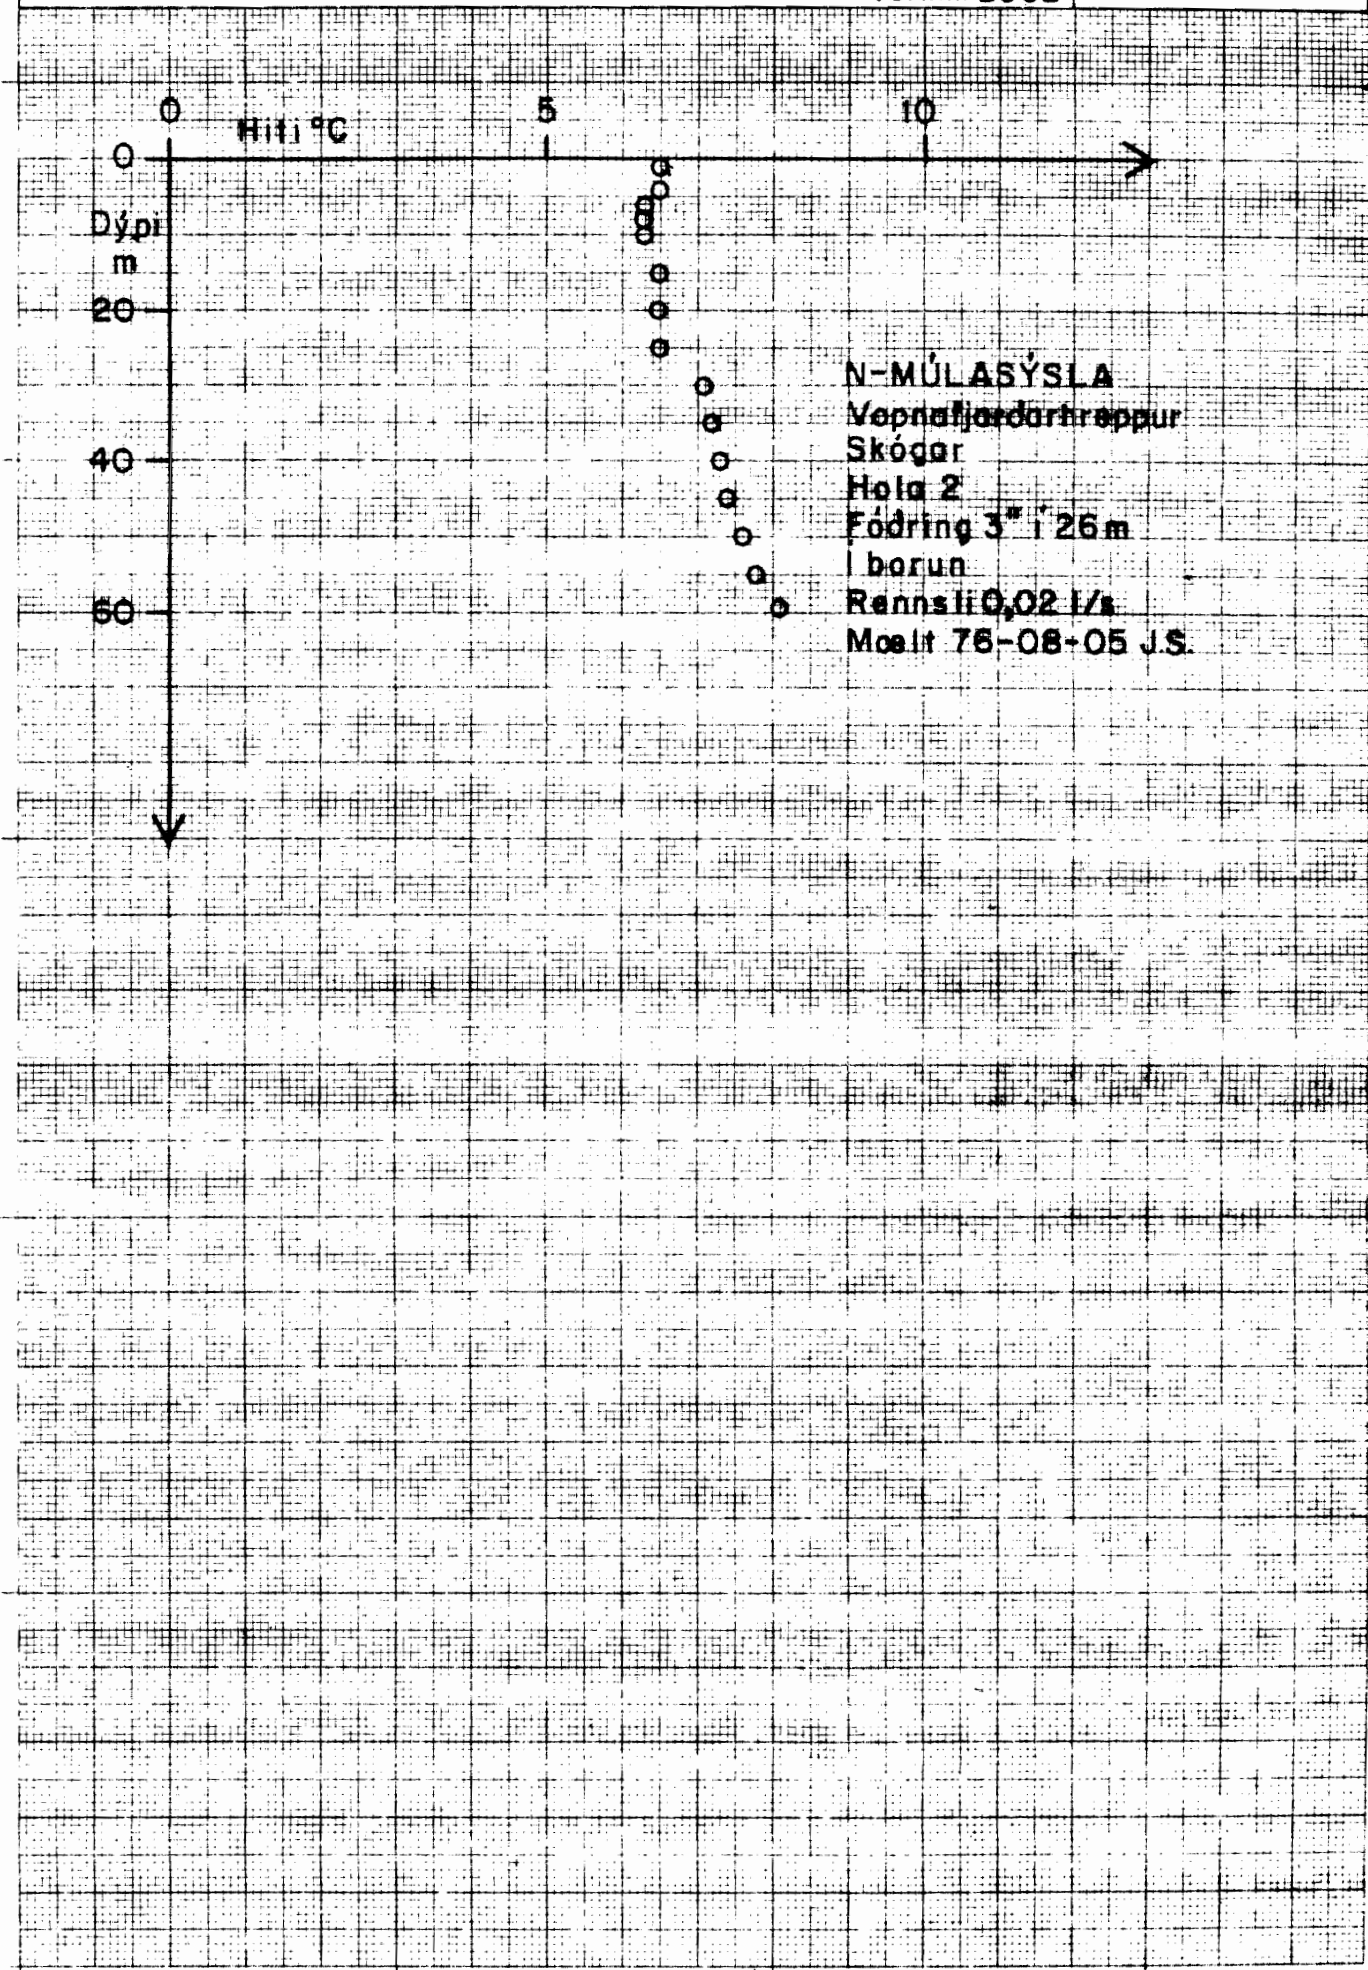 0 5 10
Hiti °C
0
Dýpi
m
20
40
60
N-MÚLASÝSLA
Vopnafjarðarhreppur
Skógar
Hola 2
Fóðring 3" í 26 m
Í borun
Rennsli 0,02 l/s
Mælt 76-08-05 J.S.